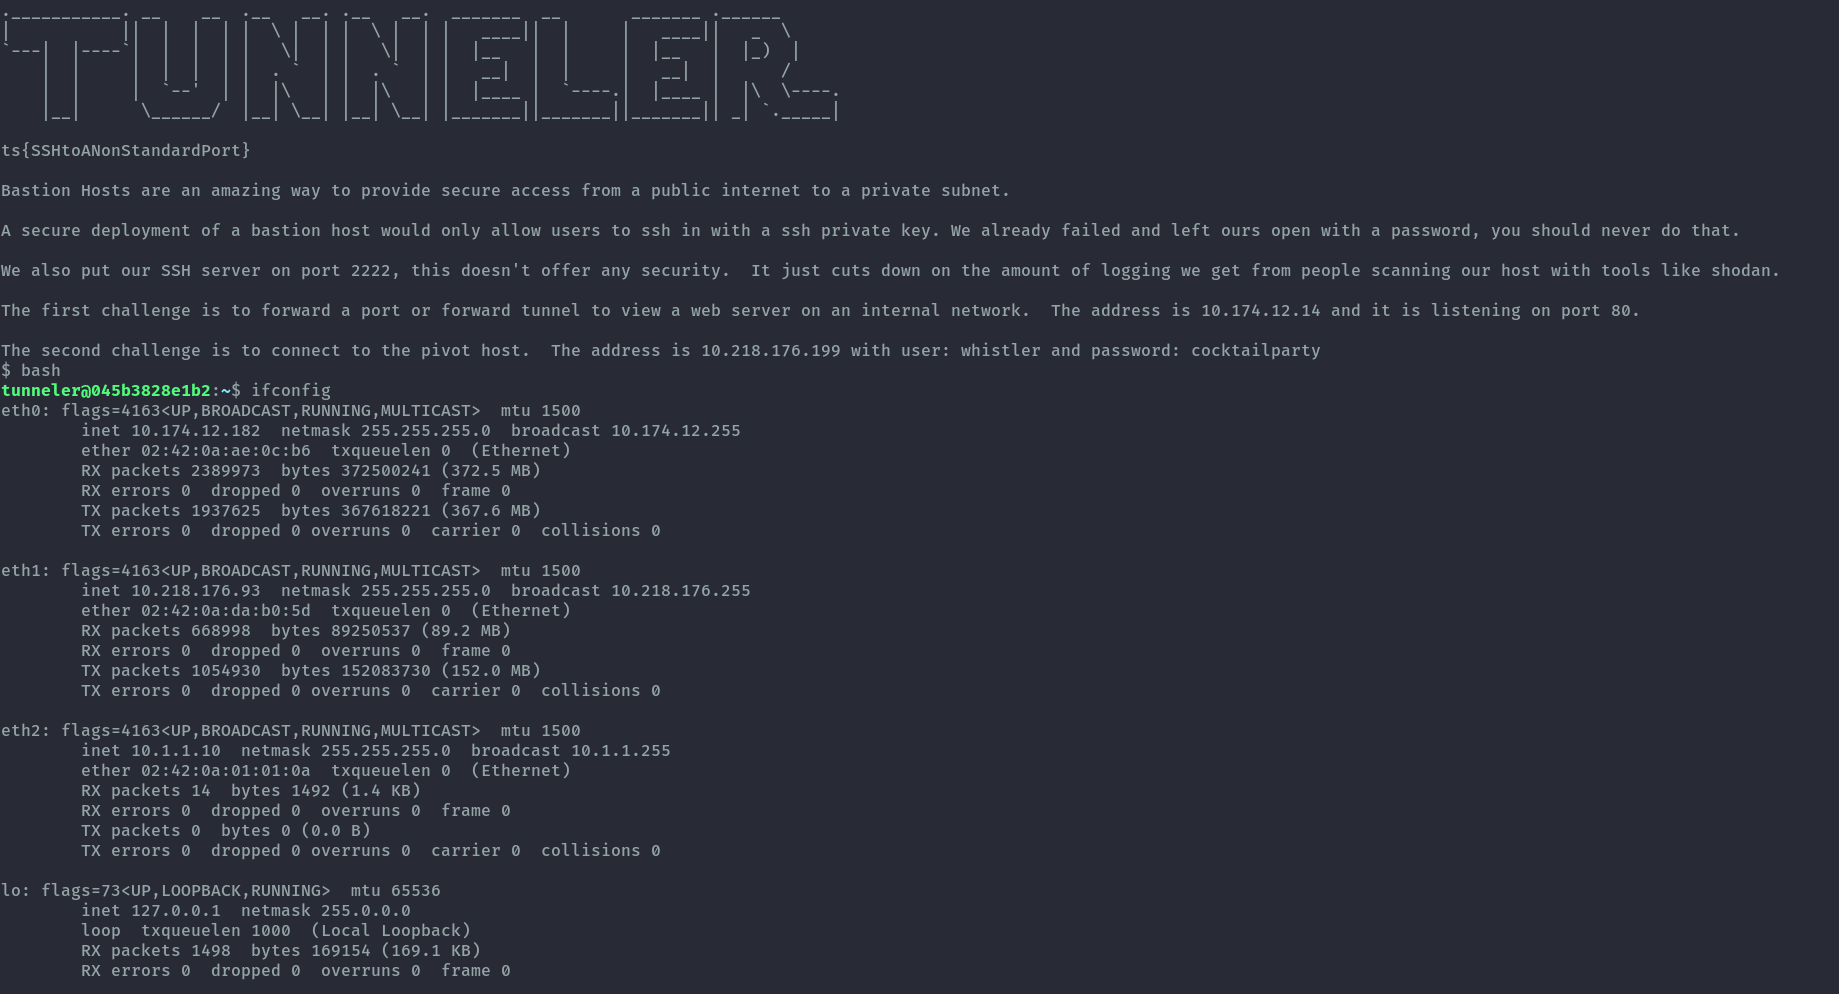 TUNNELER
ts{SSHtoANonStandardPort}
Bastion Hosts are an amazing way to provide secure access from a public internet to a private subnet.
A secure deployment of a bastion host would only allow users to ssh in with a ssh private key. We already failed and left ours open with a password, you should never do that.
We also put our SSH server on port 2222, this doesn't offer any security.  It just cuts down on the amount of logging we get from people scanning our host with tools like shodan.
The first challenge is to forward a port or forward tunnel to view a web server on an internal network.  The address is 10.174.12.14 and it is listening on port 80.
The second challenge is to connect to the pivot host.  The address is 10.218.176.199 with user: whistler and password: cocktailparty
$ bash
tunneler@045b3828e1b2:~$ ifconfig
eth0: flags=4163<UP,BROADCAST,RUNNING,MULTICAST>  mtu 1500
        inet 10.174.12.182  netmask 255.255.255.0  broadcast 10.174.12.255
        ether 02:42:0a:ae:0c:b6  txqueuelen 0  (Ethernet)
        RX packets 2389973  bytes 372500241 (372.5 MB)
        RX errors 0  dropped 0  overruns 0  frame 0
        TX packets 1937625  bytes 367618221 (367.6 MB)
        TX errors 0  dropped 0 overruns 0  carrier 0  collisions 0
eth1: flags=4163<UP,BROADCAST,RUNNING,MULTICAST>  mtu 1500
        inet 10.218.176.93  netmask 255.255.255.0  broadcast 10.218.176.255
        ether 02:42:0a:da:b0:5d  txqueuelen 0  (Ethernet)
        RX packets 668998  bytes 89250537 (89.2 MB)
        RX errors 0  dropped 0  overruns 0  frame 0
        TX packets 1054930  bytes 152083730 (152.0 MB)
        TX errors 0  dropped 0 overruns 0  carrier 0  collisions 0
eth2: flags=4163<UP,BROADCAST,RUNNING,MULTICAST>  mtu 1500
        inet 10.1.1.10  netmask 255.255.255.0  broadcast 10.1.1.255
        ether 02:42:0a:01:01:0a  txqueuelen 0  (Ethernet)
        RX packets 14  bytes 1492 (1.4 KB)
        RX errors 0  dropped 0  overruns 0  frame 0
        TX packets 0  bytes 0 (0.0 B)
        TX errors 0  dropped 0 overruns 0  carrier 0  collisions 0
lo: flags=73<UP,LOOPBACK,RUNNING>  mtu 65536
        inet 127.0.0.1  netmask 255.0.0.0
        loop  txqueuelen 1000  (Local Loopback)
        RX packets 1498  bytes 169154 (169.1 KB)
        RX errors 0  dropped 0  overruns 0  frame 0